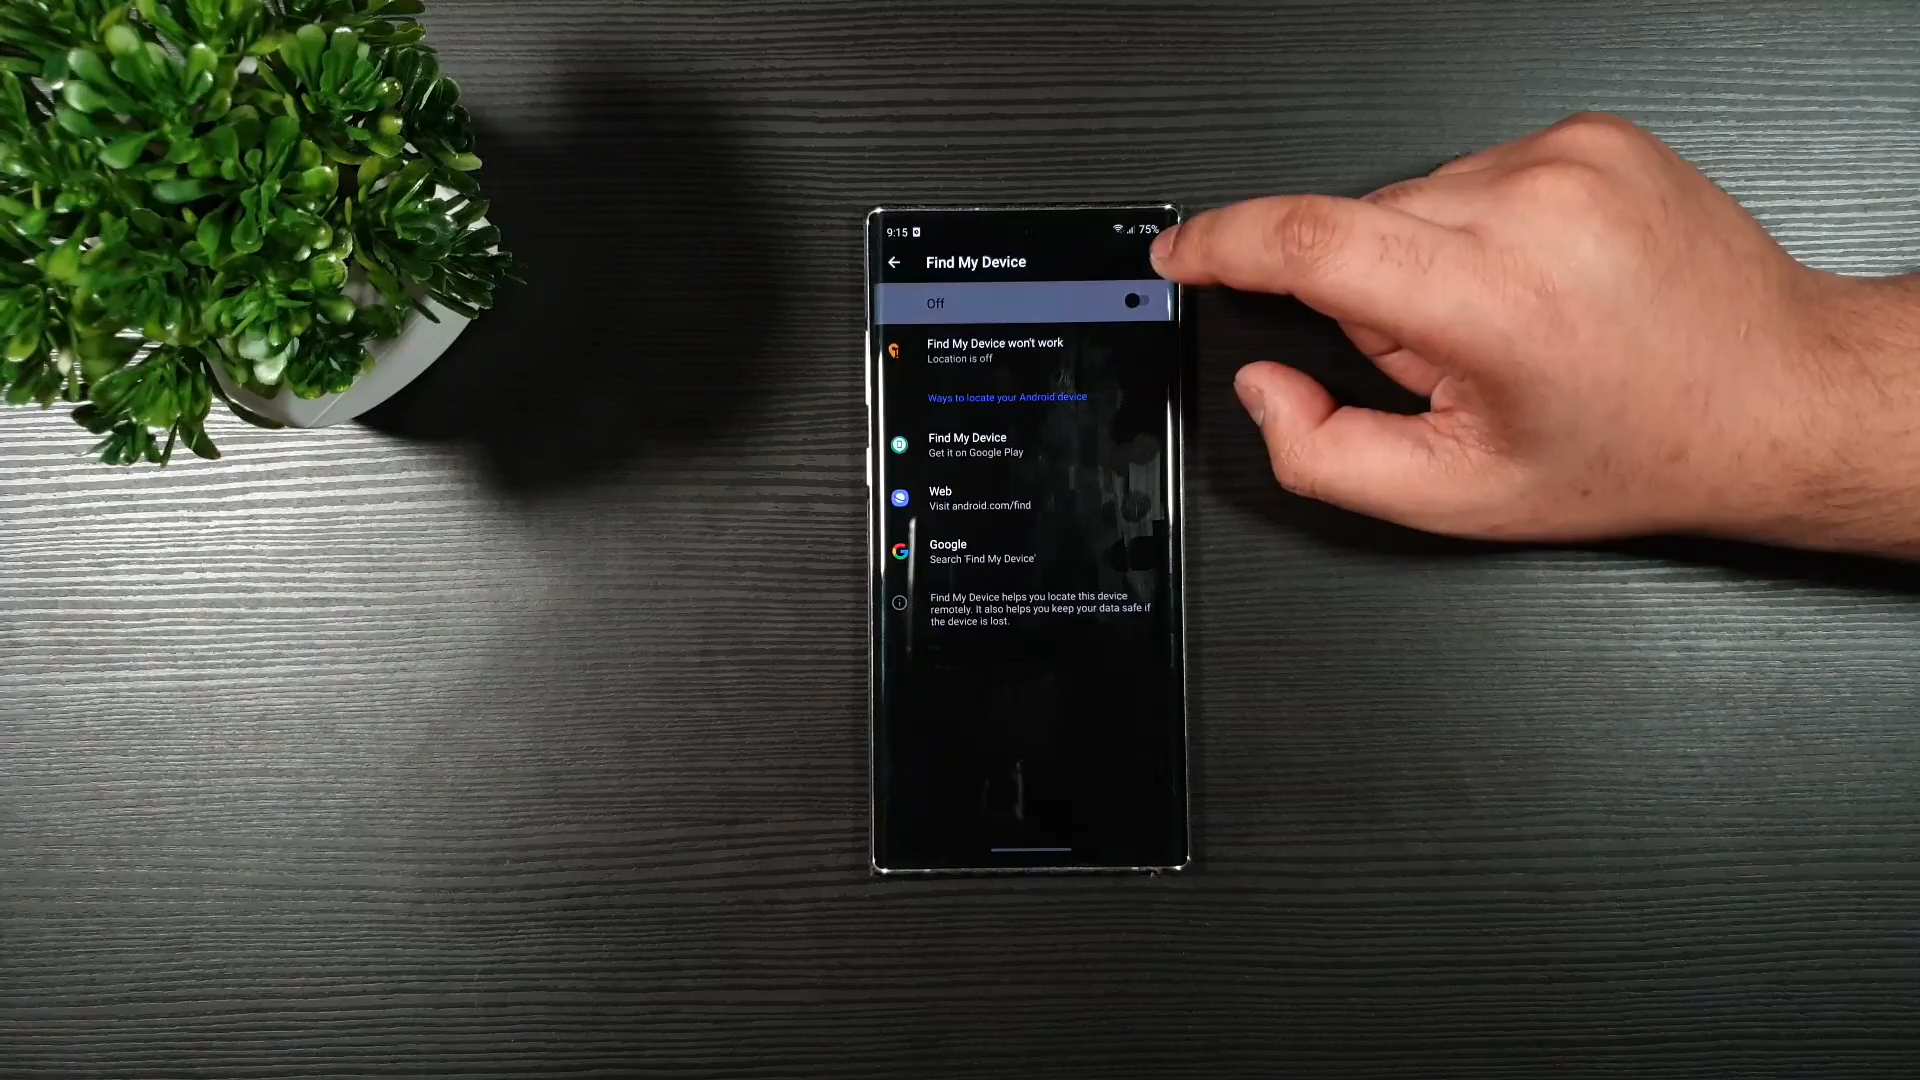 9:15
75%
Find My Device
Off
Find My Device won't work
Location is off
Ways to locate your Android device
Find My Device
Get it on Google Play
Web
Visit android.com/find
Google
Search 'Find My Device'
Find My Device helps you locate this device
remotely. It also helps you keep your data safe if
the device is lost.